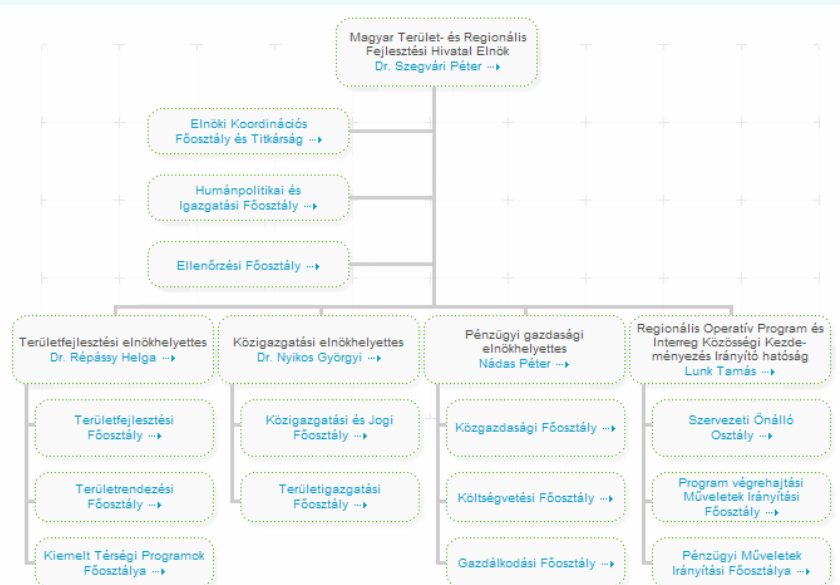 Magyar Terület- és Regionális
Fejlesztési Hivatal Elnök
Dr. Szegvári Péter
Elnöki Koordinációs
Főosztály és Titkárság
Humánpolitikai és
Igazgatási Főosztály
Ellenőrzési Főosztály
Területfejlesztési elnökhelyettes
Dr. Répássy Helga
Területfejlesztési
Főosztály
Területrendezési
Főosztály
Kiemelt Térségi Programok
Főosztálya
Közigazgatási elnökhelyettes
Dr. Nyikos Györgyi
Közigazgatási és Jogi
Főosztály
Területigazgatási
Főosztály
Pénzügyi gazdasági
elnökhelyettes
Nádas Péter
Közgazdasági Főosztály
Költségvetési Főosztály
Gazdálkodási Főosztály
Regionális Operatív Program és
Interreg Közösségi Kezde-
ményezés Irányító hatóság
Lunk Tamás
Szervezeti Önálló
Osztály
Program végrehajtási
Műveletek Irányítási
Főosztály
Pénzügyi Műveletek
Irányítási Főosztálya